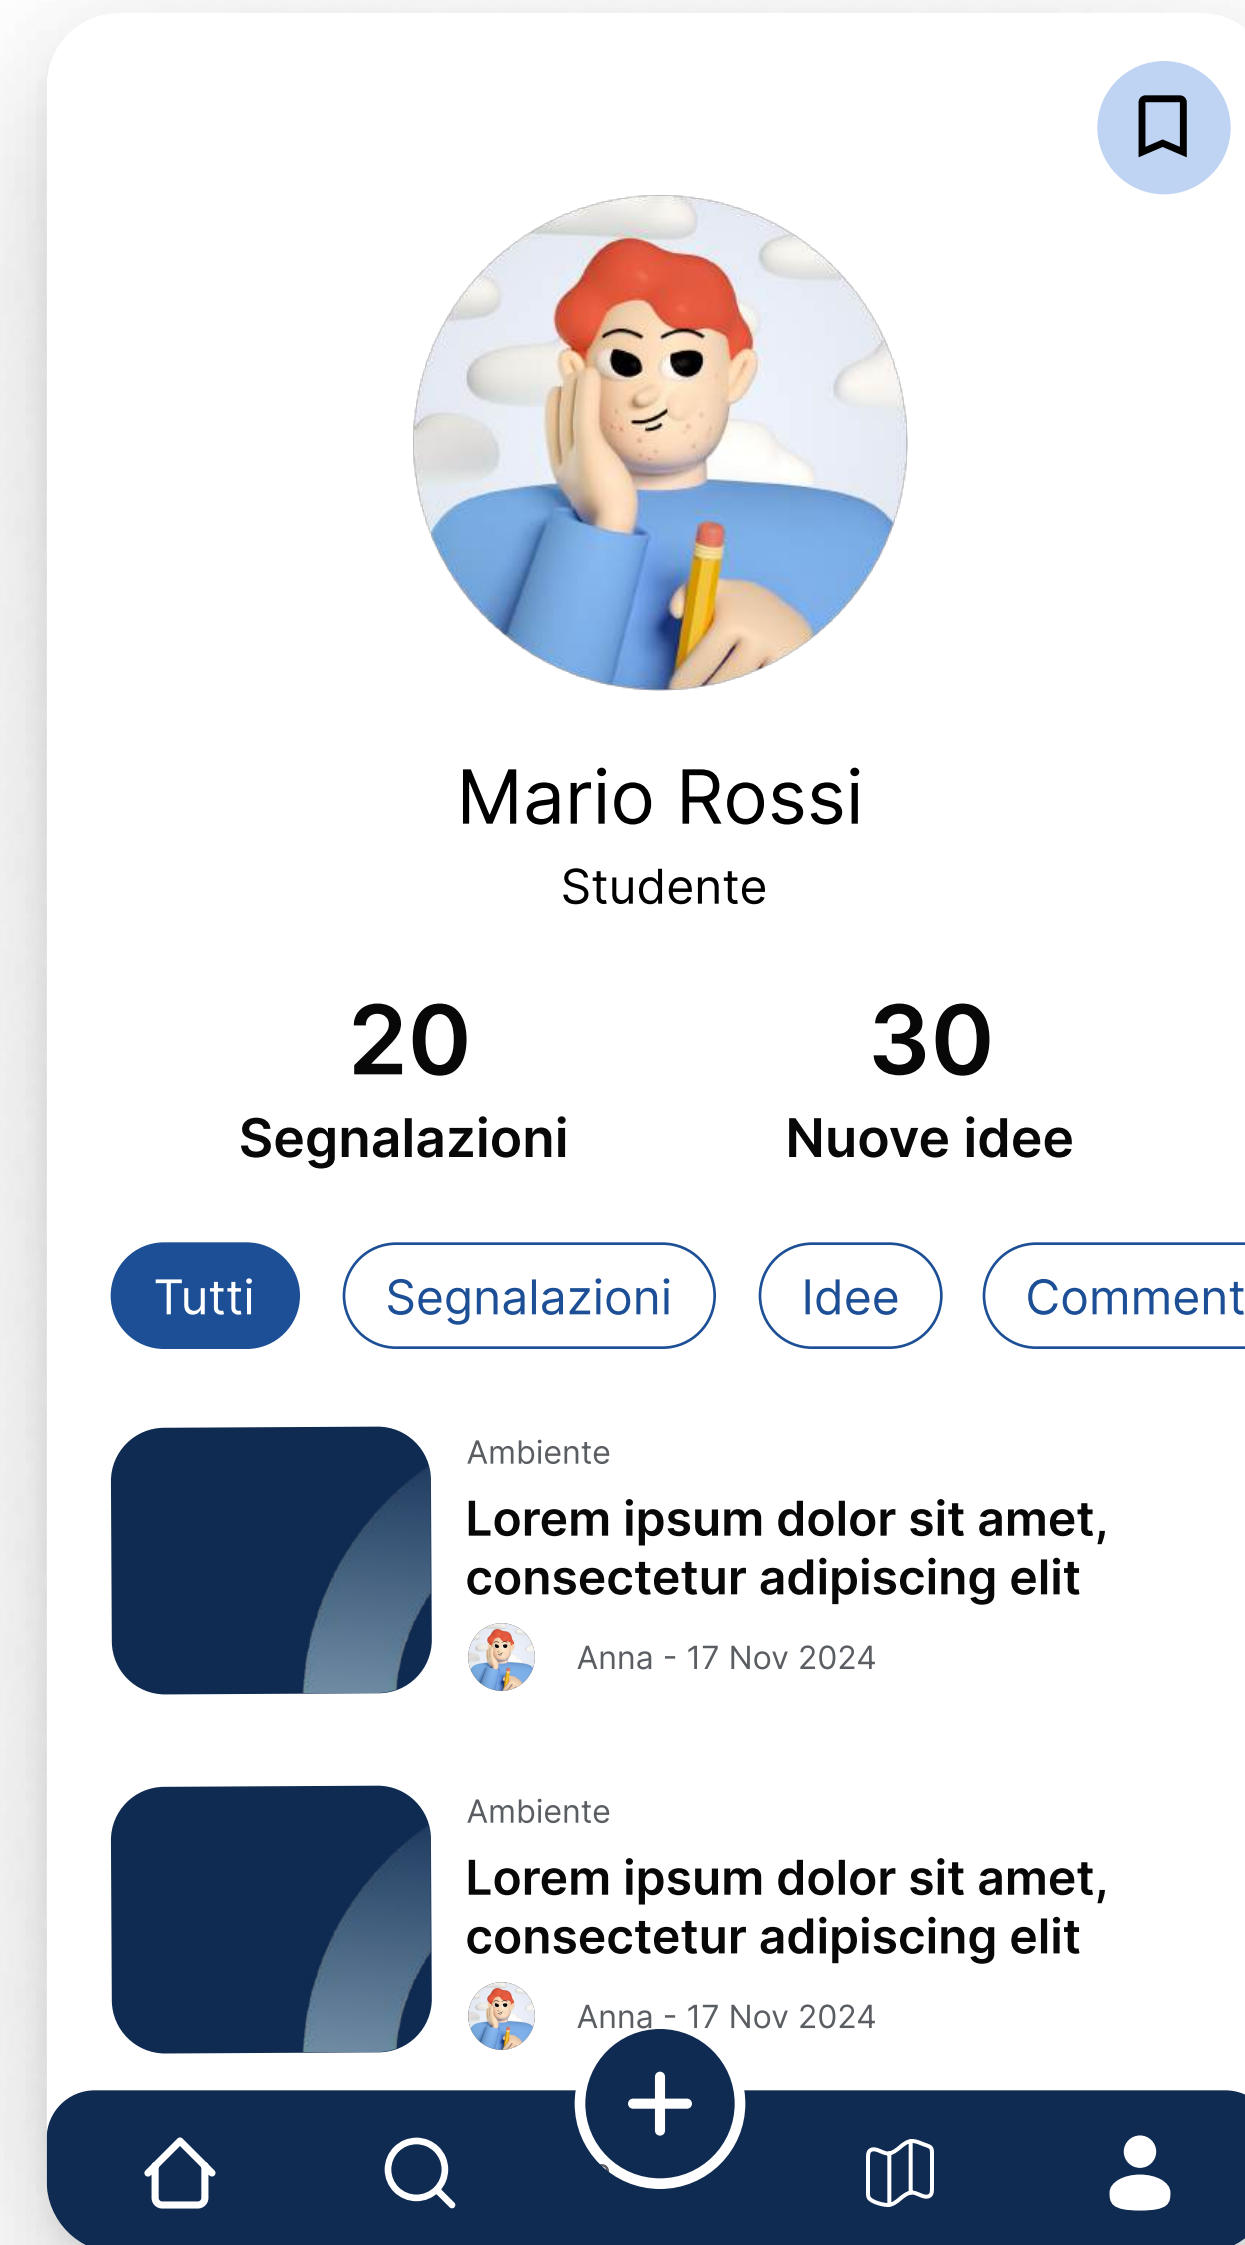 Mario Rossi
Studente
20
30
Segnalazioni
Nuove idee
Tutti
Segnalazioni
Idee
Comment
Ambiente
Lorem ipsum dolor sit amet,
consectetur adipiscing elit
Anna - 17 Nov 2024
Ambiente
Lorem ipsum dolor sit amet,
consectetur adipiscing elit
Anna - 17 Nov 2024